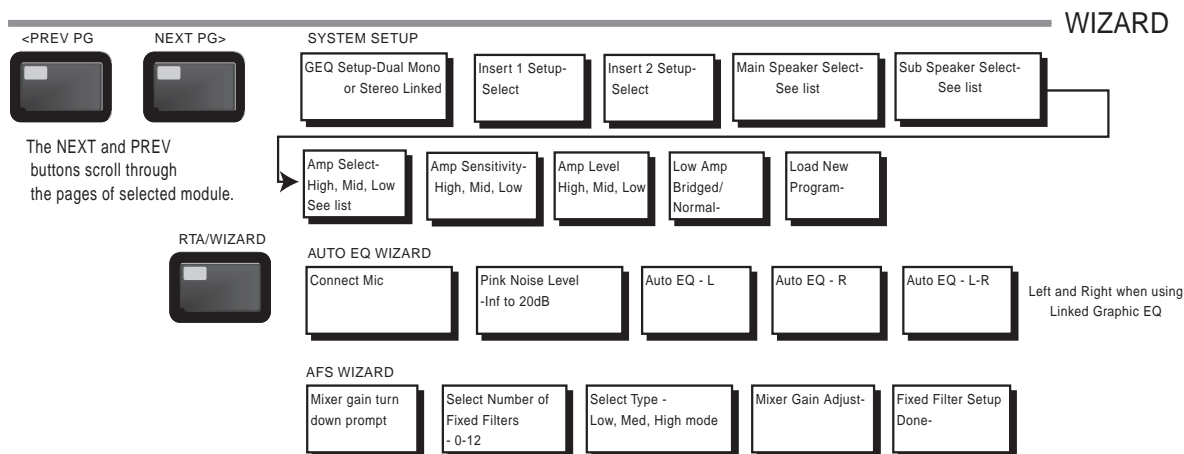 WIZARD
<PREV PG
NEXT PG>
The NEXT and PREV
buttons scroll through
the pages of selected module.
SYSTEM SETUP
GEQ Setup-Dual Mono
or Stereo Linked
Insert 1 Setup-
Select
Insert 2 Setup-
Select
Main Speaker Select-
See list
Sub Speaker Select-
See list
Amp Select-
High, Mid, Low
See list
Amp Sensitivity-
High, Mid, Low
Amp Level
High, Mid, Low
Low Amp
Bridged/
Normal-
Load New
Program-
RTA/WIZARD
AUTO EQ WIZARD
Connect Mic
Pink Noise Level
-Inf to 20dB
Auto EQ - L
Auto EQ - R
Auto EQ - L-R
Left and Right when using
Linked Graphic EQ
AFS WIZARD
Mixer gain turn
down prompt
Select Number of
Fixed Filters
- 0-12
Select Type -
Low, Med, High mode
Mixer Gain Adjust-
Fixed Filter Setup
Done-